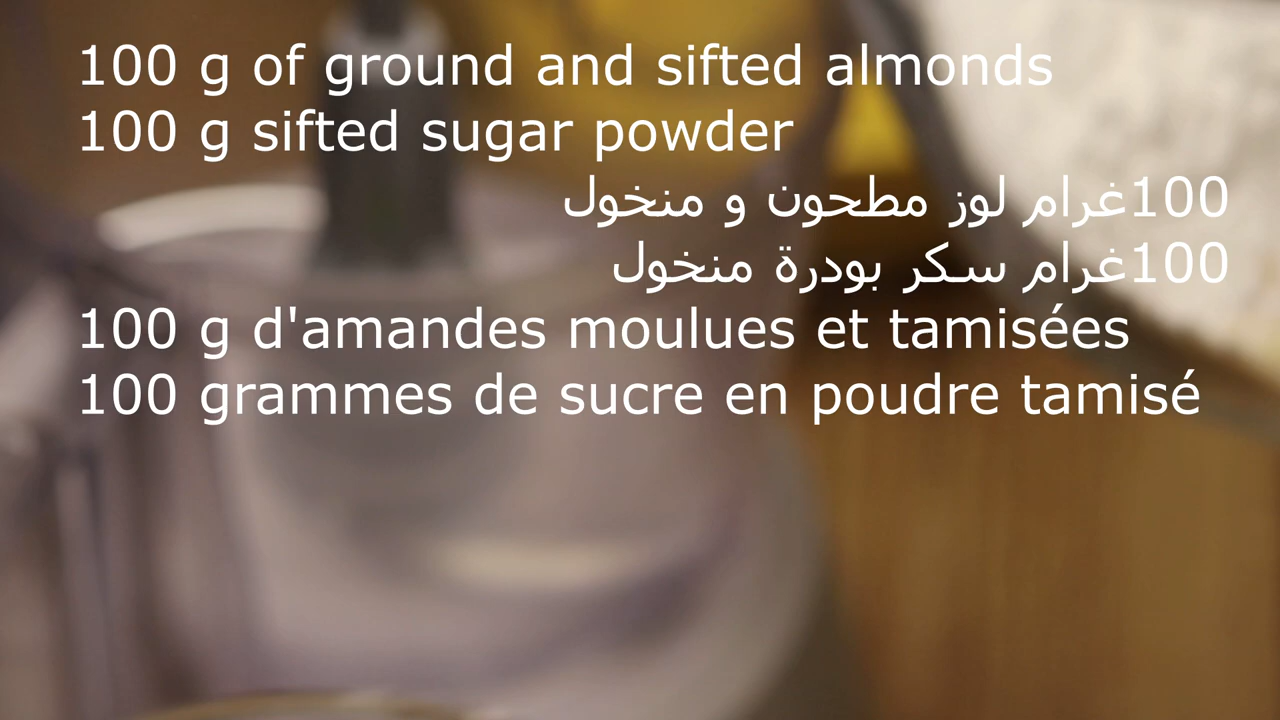 100 g of ground and sifted almonds
100 g sifted sugar powder
100غرام لوز مطحون و منخول
100غرام سكر بودرة منخول
100 g d'amandes moulues et tamisées
100 grammes de sucre en poudre tamisé